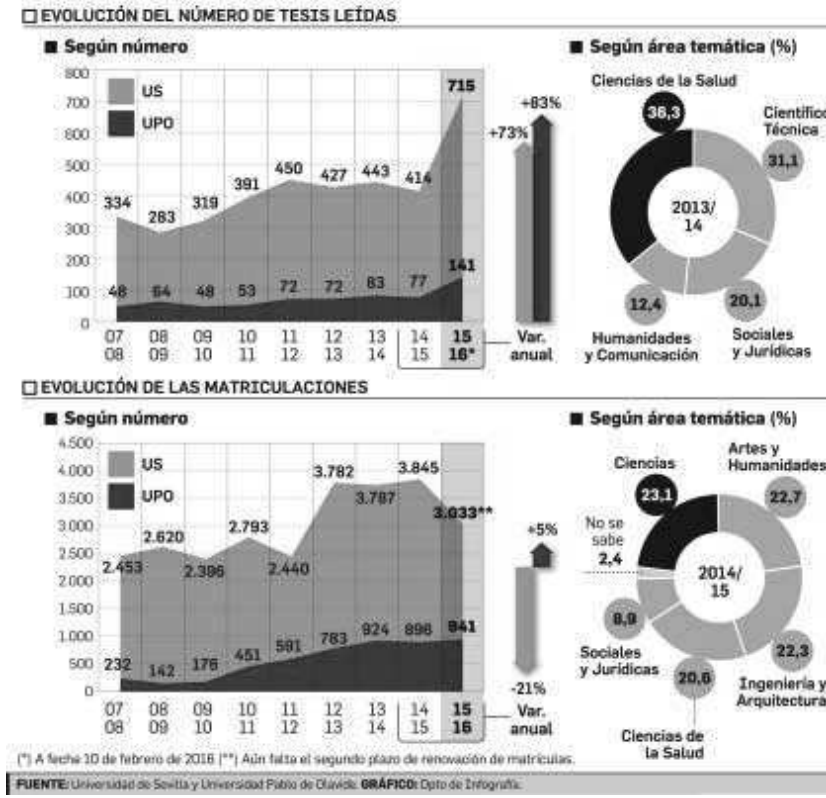 EVOLUCIÓN DEL NÚMERO DE TESIS LEÍDAS
Según número
800
700
600
500
400
300
200
100
0
US
UPO
334
283
319
391
450
427
443
414
715
48
64
48
53
72
72
83
77
141
07 08 09 10 11 12 13 14 15
08 09 10 11 12 13 14 15 16*
+73%
+83%
Var.
anual
Según área temática (%)
Ciencias de la Salud
36,3
Científico
Técnica
31,1
2013/
14
12,4
20,1
Humanidades
y Comunicación
Sociales
y Jurídicas
EVOLUCIÓN DE LAS MATRICULACIONES
Según número
4.500
4.000
3.500
3.000
2.500
2.000
1.500
1.000
500
0
US
UPO
2.453
2.620
2.396
2.793
2.440
3.782
3.787
3.845
3.033**
232
142
176
451
591
783
924
898
941
07 08 09 10 11 12 13 14 15
08 09 10 11 12 13 14 15 16
+5%
-21%
Var.
anual
Según área temática (%)
Ciencias
23,1
Artes y
Humanidades
22,7
No se
sabe
2,4
2014/
15
8,9
Sociales
y Jurídicas
20,6
22,3
Ingeniería y
Arquitectura
Ciencias de
la Salud
(*) A fecha 10 de febrero de 2016 (**) Aún falta el segundo plazo de renovación de matrículas.
FUENTE: Universidad de Sevilla y Universidad Pablo de Olavide. GRÁFICO: Dpto de Infografía.